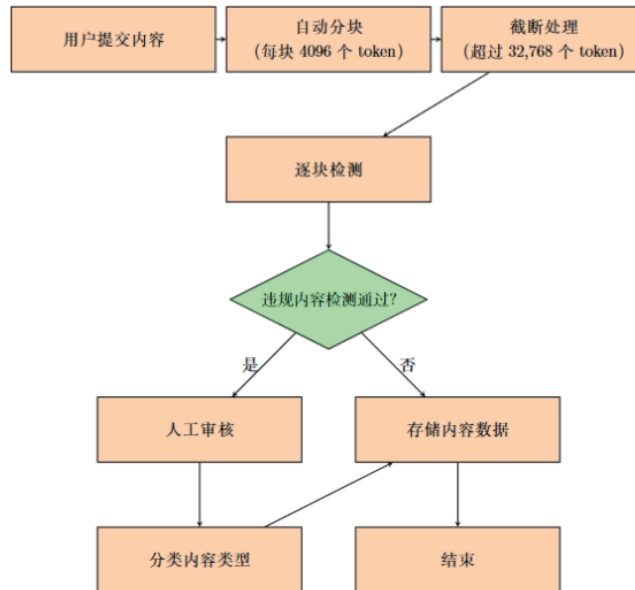 用户提交内容
自动分块
(每块 4096 个 token)
截断处理
(超过 32,768 个 token)
逐块检测
违规内容检测通过?
是
否
人工审核
存储内容数据
分类内容类型
结束